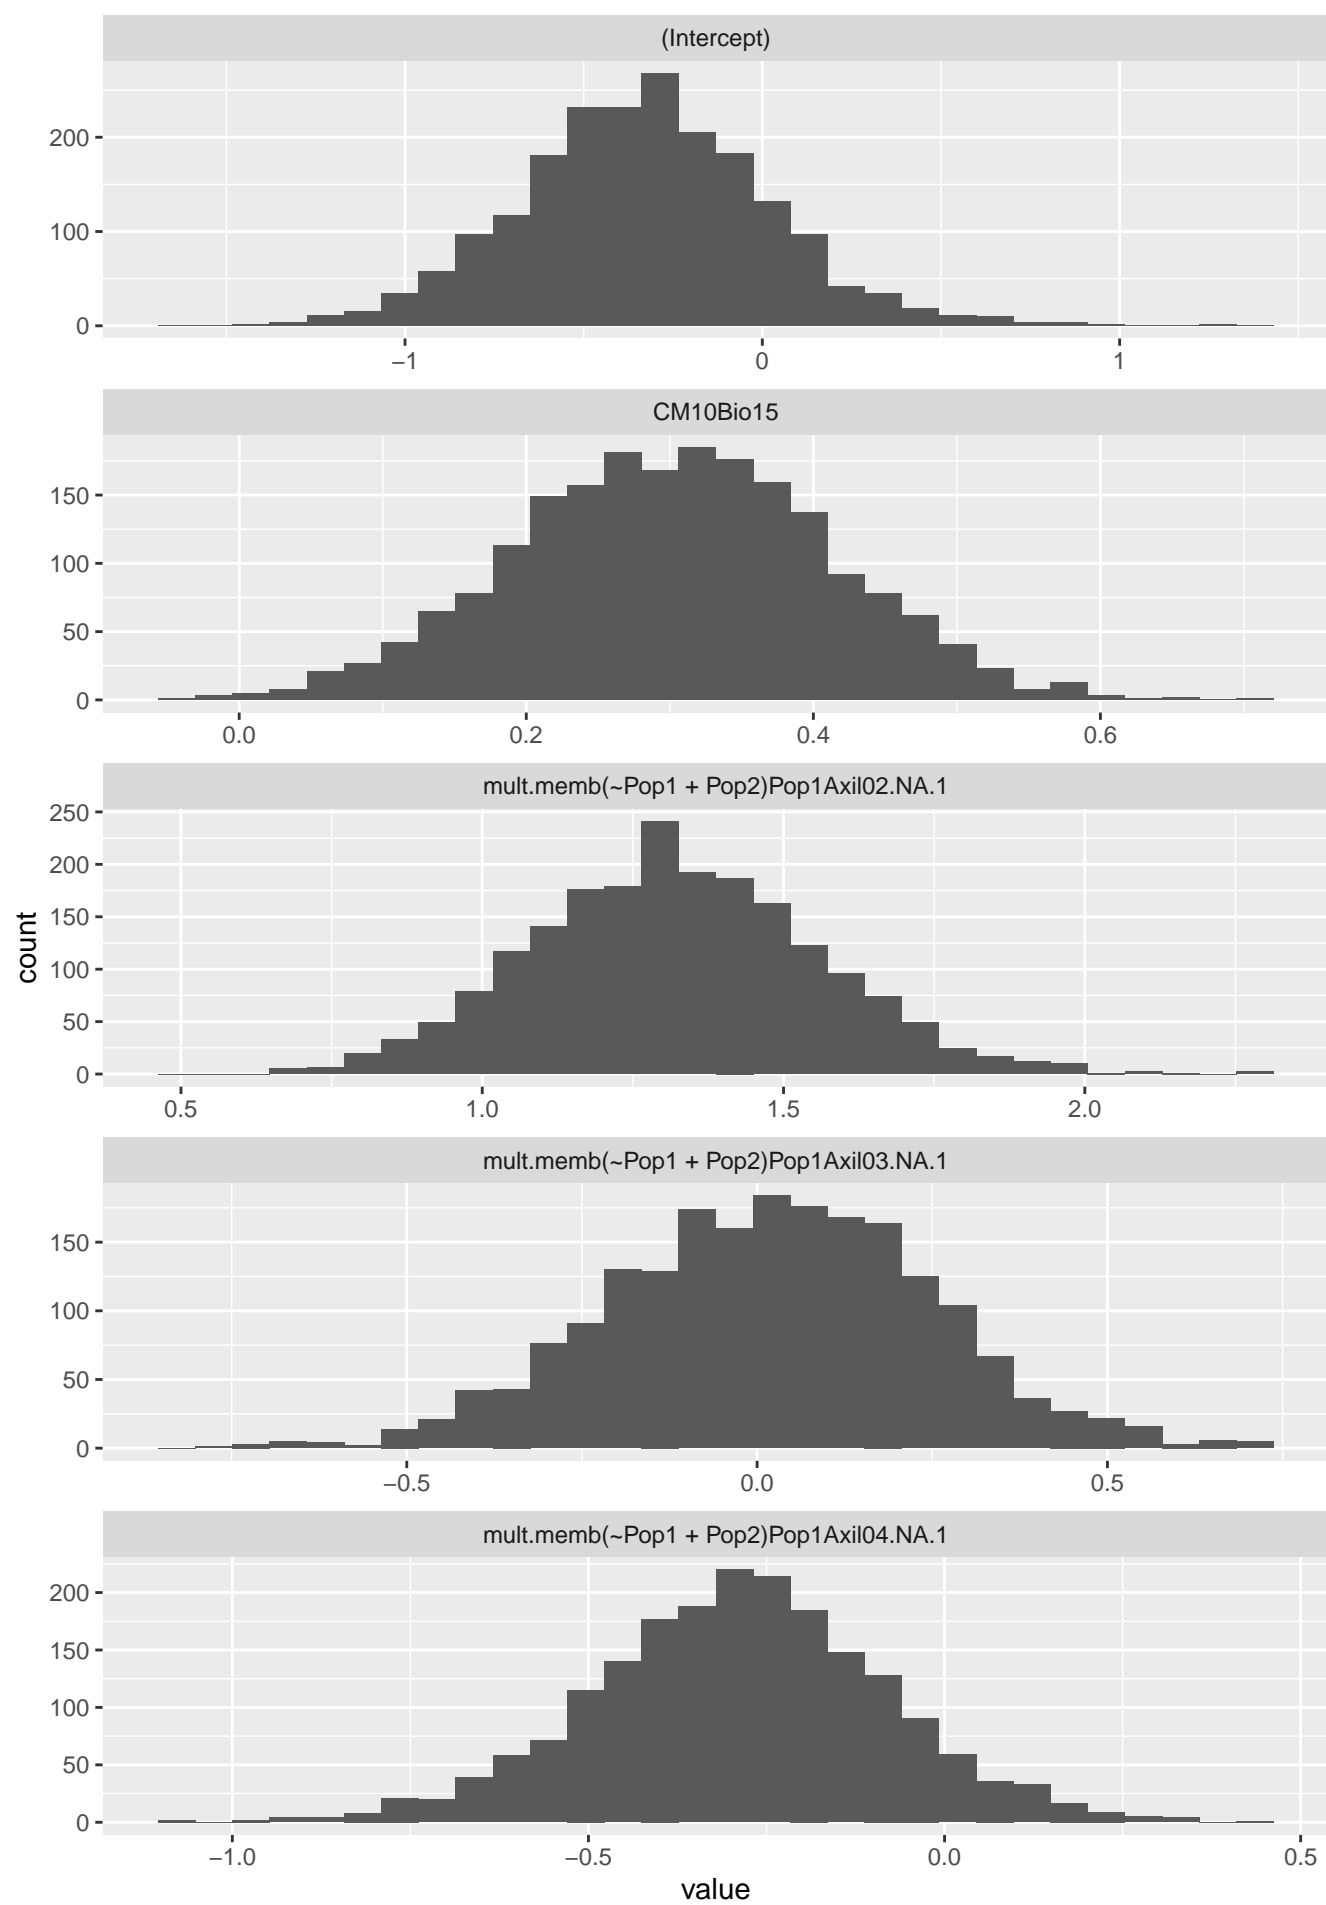 (Intercept)
200
100
0
−1 0 1
CM10Bio15
150
100
50
0
0.0 0.2 0.4 0.6
mult.memb(~Pop1 + Pop2)Pop1Axil02.NA.1
250
200
150
100
50
0
0.5 1.0 1.5 2.0
count
mult.memb(~Pop1 + Pop2)Pop1Axil03.NA.1
150
100
50
0
−0.5 0.0 0.5
mult.memb(~Pop1 + Pop2)Pop1Axil04.NA.1
200
150
100
50
0
−1.0 −0.5 0.0 0.5
value